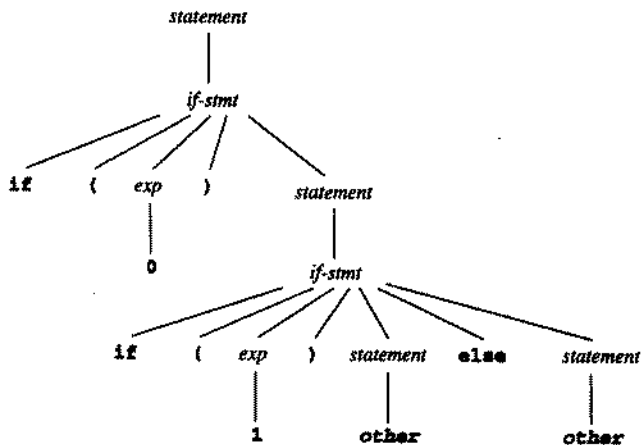 statement
if-stmt
if ( exp ) statement
0
if-stmt
if ( exp ) statement else statement
1 other other